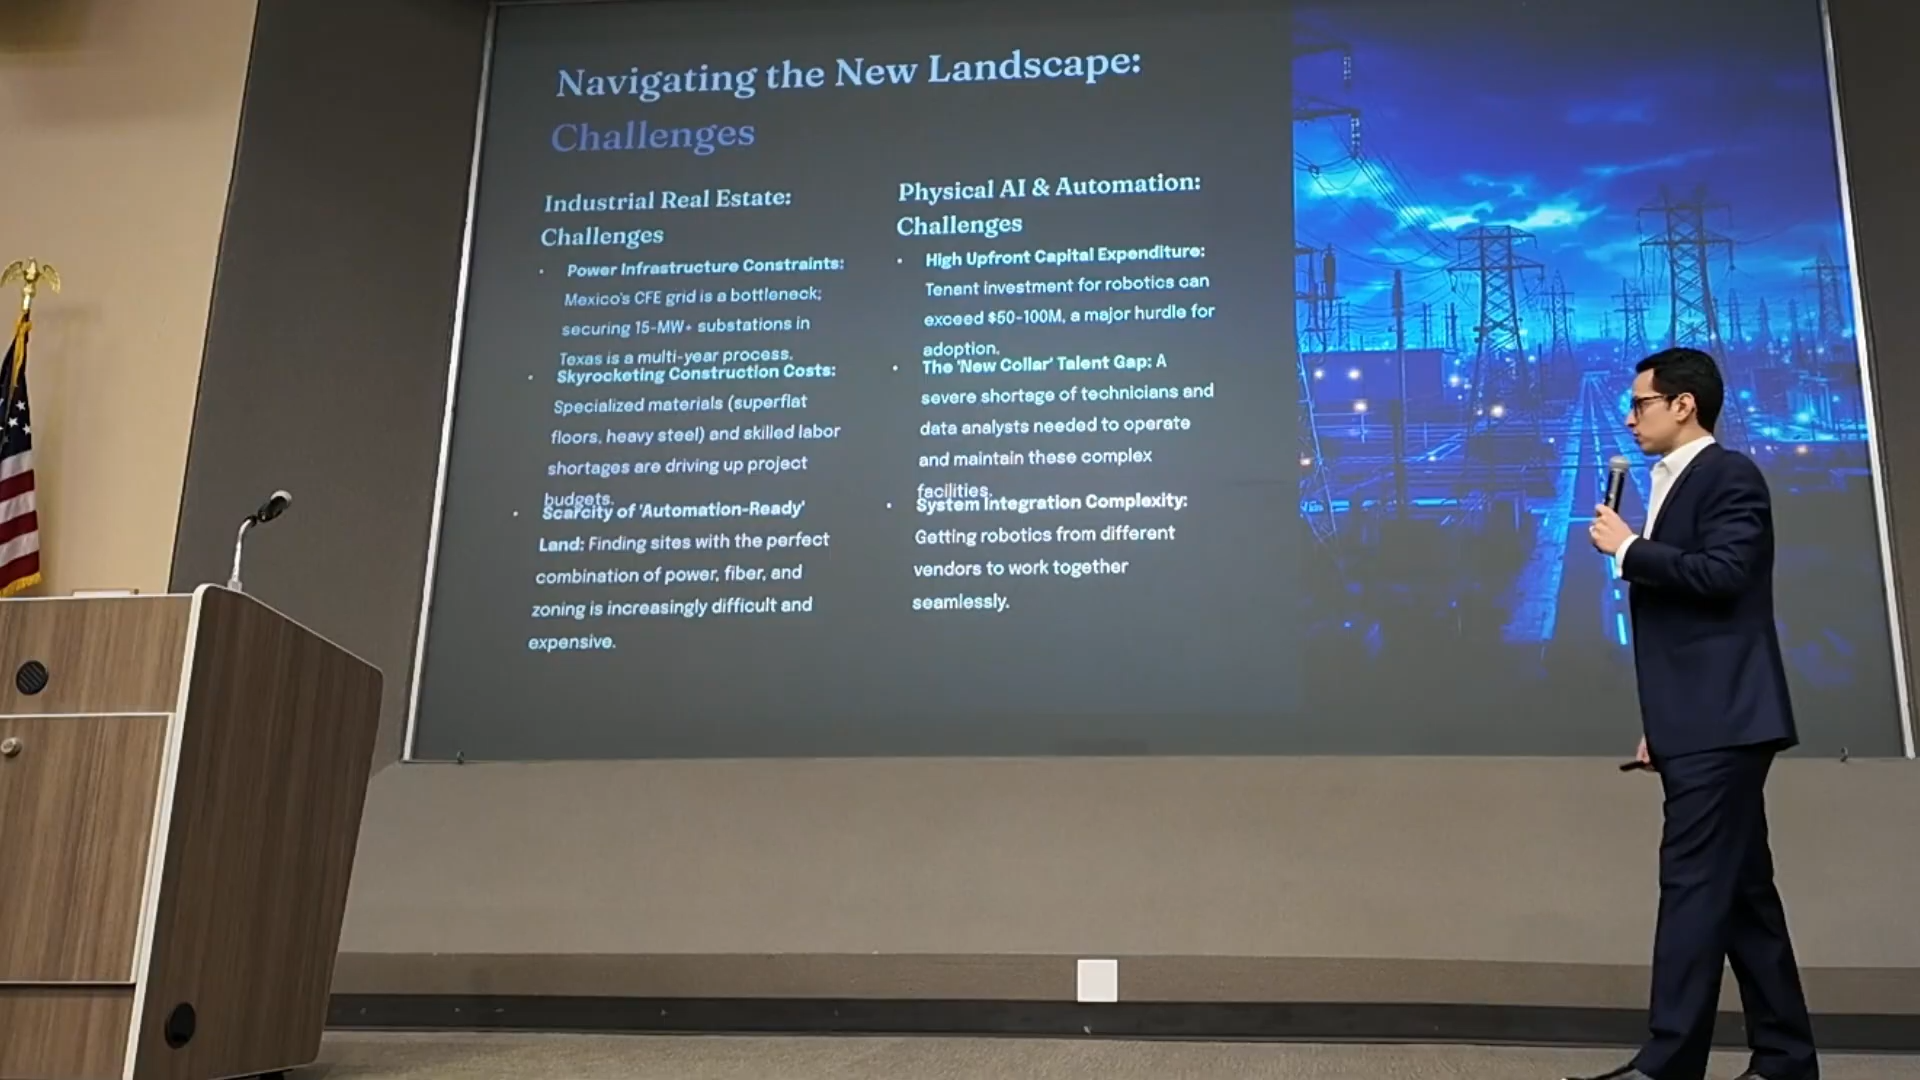 Navigating the New Landscape:
Challenges
Industrial Real Estate:
Challenges
• Power Infrastructure Constraints:
Mexico's CFE grid is a bottleneck;
securing 15-MW+ substations in
Texas is a multi-year process.
• Skyrocketing Construction Costs:
Specialized materials (superflat
floors, heavy steel) and skilled labor
shortages are driving up project
budgets.
• Scarcity of 'Automation-Ready'
Land: Finding sites with the perfect
combination of power, fiber, and
zoning is increasingly difficult and
expensive.
Physical AI & Automation:
Challenges
• High Upfront Capital Expenditure:
Tenant investment for robotics can
exceed $50-100M, a major hurdle for
adoption.
• The 'New Collar' Talent Gap: A
severe shortage of technicians and
data analysts needed to operate
and maintain these complex
facilities.
• System Integration Complexity:
Getting robotics from different
vendors to work together
seamlessly.